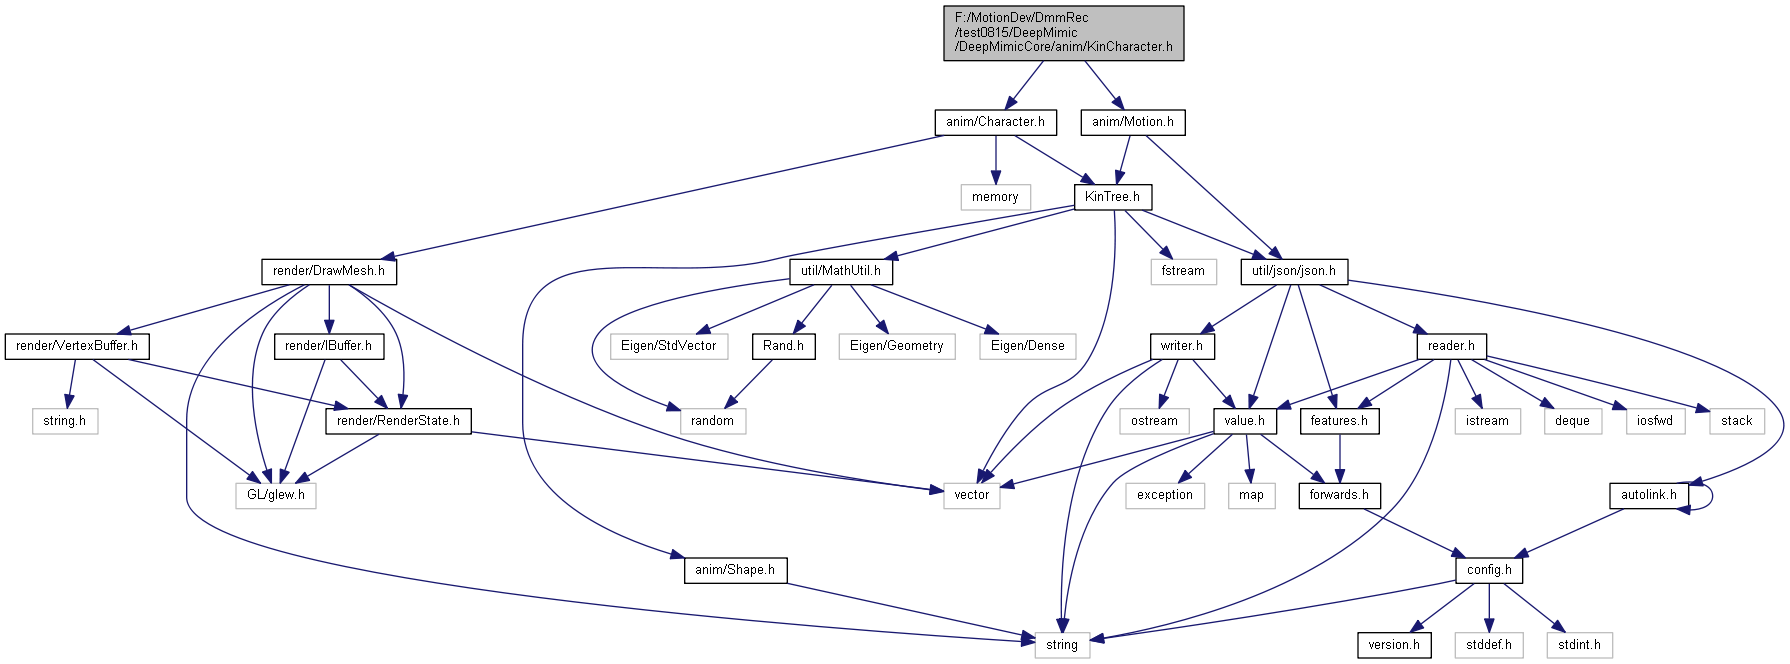 F:/MotionDev/DmmRec
/test0815/DeepMimic
/DeepMimicCore/anim/KinCharacter.h
anim/Character.h
anim/Motion.h
memory
KinTree.h
render/DrawMesh.h
util/MathUtil.h
fstream
util/json/json.h
render/VertexBuffer.h
render/IBuffer.h
Eigen/StdVector
Rand.h
Eigen/Geometry
Eigen/Dense
writer.h
reader.h
string.h
render/RenderState.h
random
ostream
value.h
features.h
istream
deque
iosfwd
stack
GL/glew.h
vector
exception
map
forwards.h
autolink.h
anim/Shape.h
config.h
string
version.h
stddef.h
stdint.h